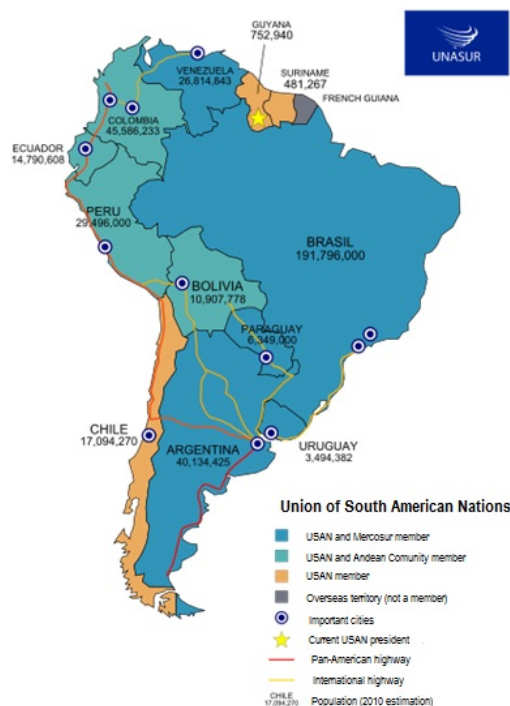 GUYANA
752,940
UNASUR
VENEZUELA
26,814,843
SURINAME
481,267
FRENCH GUIANA
COLOMBIA
45,586,233
ECUADOR
14,790,608
PERU
29,496,000
BRASIL
191,796,000
BOLIVIA
10,907,778
PARAGUAY
6,349,000
CHILE
17,094,270
ARGENTINA
40,134,425
URUGUAY
3,494,382
Union of South American Nations
USAN and Mercosur member
USAN and Andean Comunity member
USAN member
Overseas territory (not a member)
Important cities
Current USAN president
Pan-American highway
International highway
CHILE
17,094,270
Population (2010 estimation)